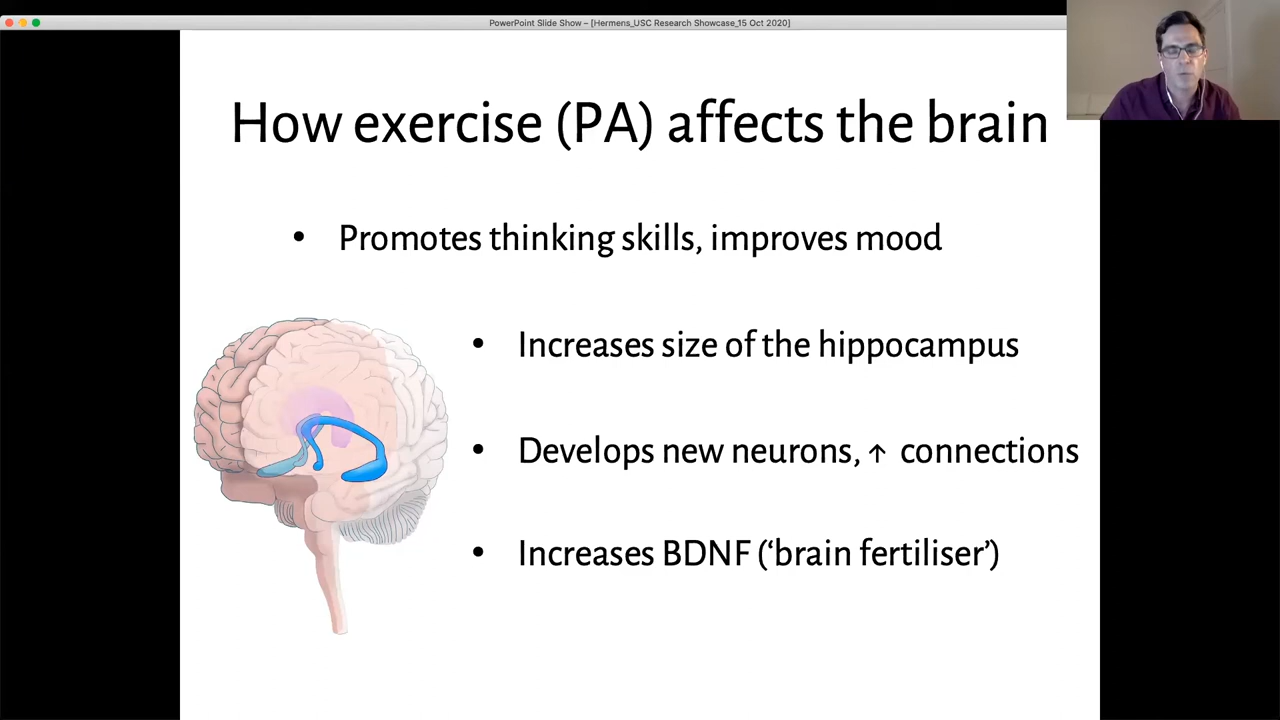 PowerPoint Slide Show – [Hermens_USC Research Showcase_15 Oct 2020]
How exercise (PA) affects the brain
• Promotes thinking skills, improves mood
• Increases size of the hippocampus
• Develops new neurons, ↑ connections
• Increases BDNF (‘brain fertiliser’)